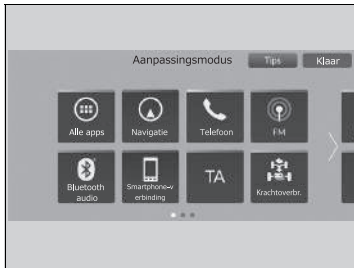 Aanpassingsmodus
Tips
Klaar
Alle apps
Navigatie
Telefoon
FM
Bluetooth
audio
Smartphone-v
erbinding
TA
Krachtoverbr.